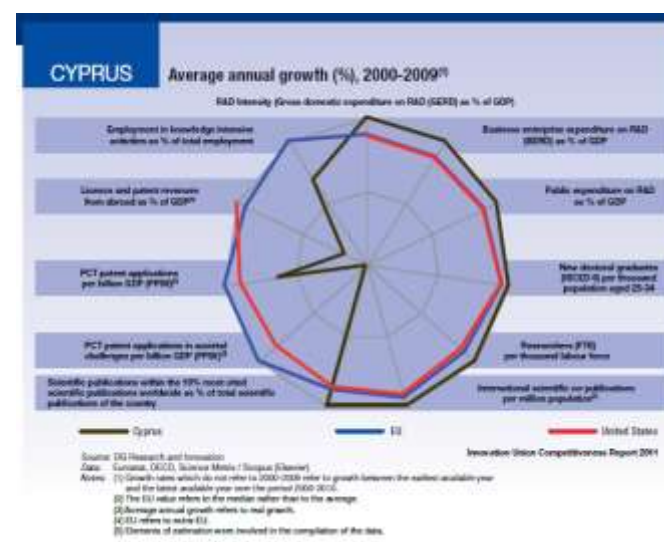 CYPRUS
Average annual growth (%), 2000-2009⁽¹⁾
R&D Intensity (Gross domestic expenditure on R&D (GERD) as % of GDP)
Employment in knowledge intensive
activities as % of total employment
Business enterprise expenditure on R&D
(BERD) as % of GDP
Licence and patent revenues
from abroad as % of GDP
Public expenditure on R&D
as % of GDP
PCT patent applications
per billion GDP (PPS€)
New doctoral graduates
(ISCED 6) per thousand
population aged 25-34
PCT patent applications in societal
challenges per billion GDP (PPS€)
Researchers (FTE)
per thousand labour force
Scientific publications within the 10% most cited
scientific publications worldwide as % of total scientific
publications of the country
International scientific co-publications
per million population
Cyprus
EU
United States
Source: DG Research and Innovation
Innovation Union Competitiveness Report 2011
Data: Eurostat, OECD, Science Metrix / Scopus (Elsevier)
Notes: (1) Growth rates which do not refer to 2000-2009 refer to growth between the earliest available year
and the latest available year over the period 2000-2010.
(2) The EU value refers to the median rather than to the average.
(3) Average annual growth refers to real growth.
(4) EU refers to extra-EU.
(5) Elements of estimation were involved in the compilation of the data.